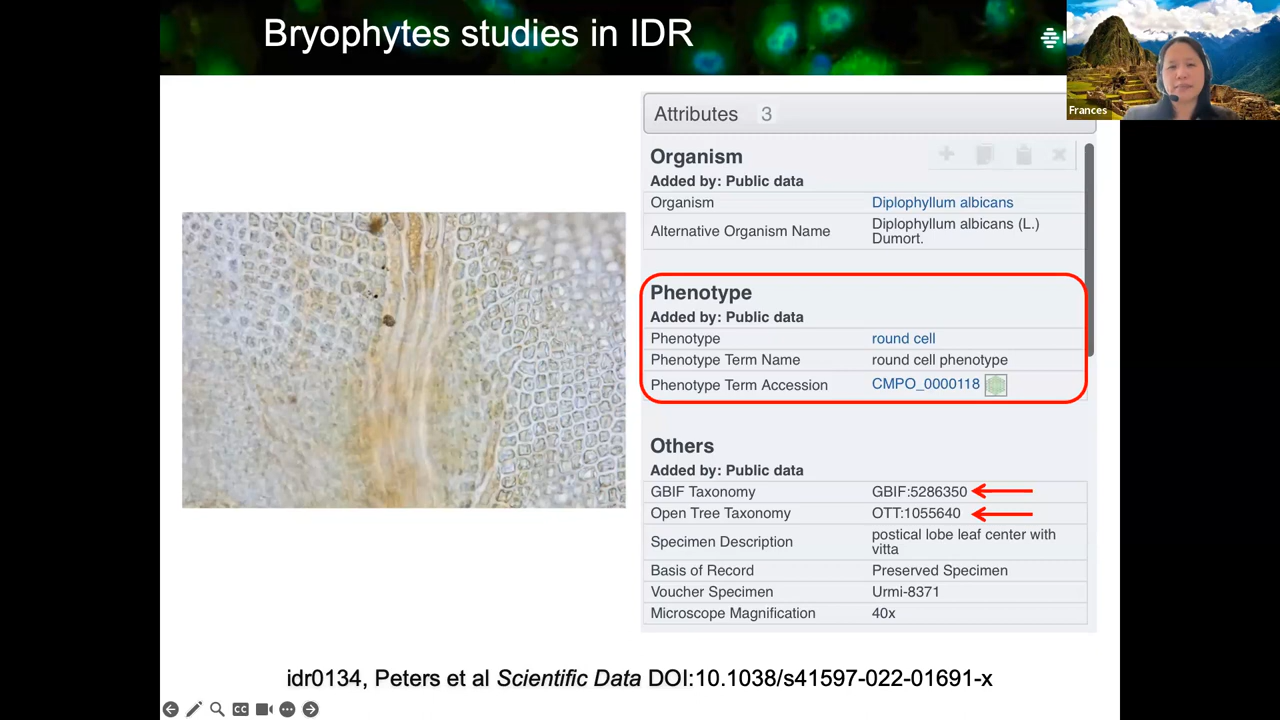 Bryophytes studies in IDR
Frances
Attributes 3
Organism
Added by: Public data
Organism Diplophyllum albicans
Alternative Organism Name Diplophyllum albicans (L.)
Dumort.
Phenotype
Added by: Public data
Phenotype round cell
Phenotype Term Name round cell phenotype
Phenotype Term Accession CMPO_0000118
Others
Added by: Public data
GBIF Taxonomy GBIF:5286350
Open Tree Taxonomy OTT:1055640
Specimen Description postical lobe leaf center with
vitta
Basis of Record Preserved Specimen
Voucher Specimen Urmi-8371
Microscope Magnification 40x
idr0134, Peters et al Scientific Data DOI:10.1038/s41597-022-01691-x
CC